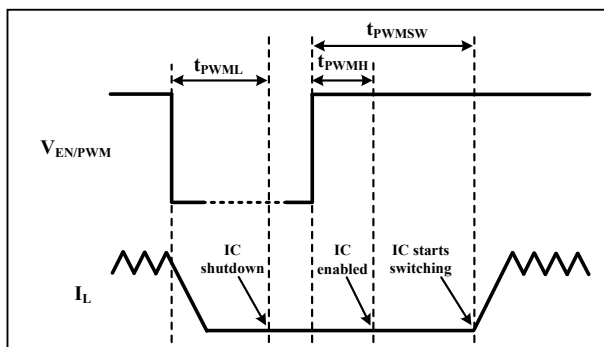 tPWMSW
tPWML
tPWMH
VEN/PWM
IC
shutdown
IC
enabled
IC starts
switching
IL